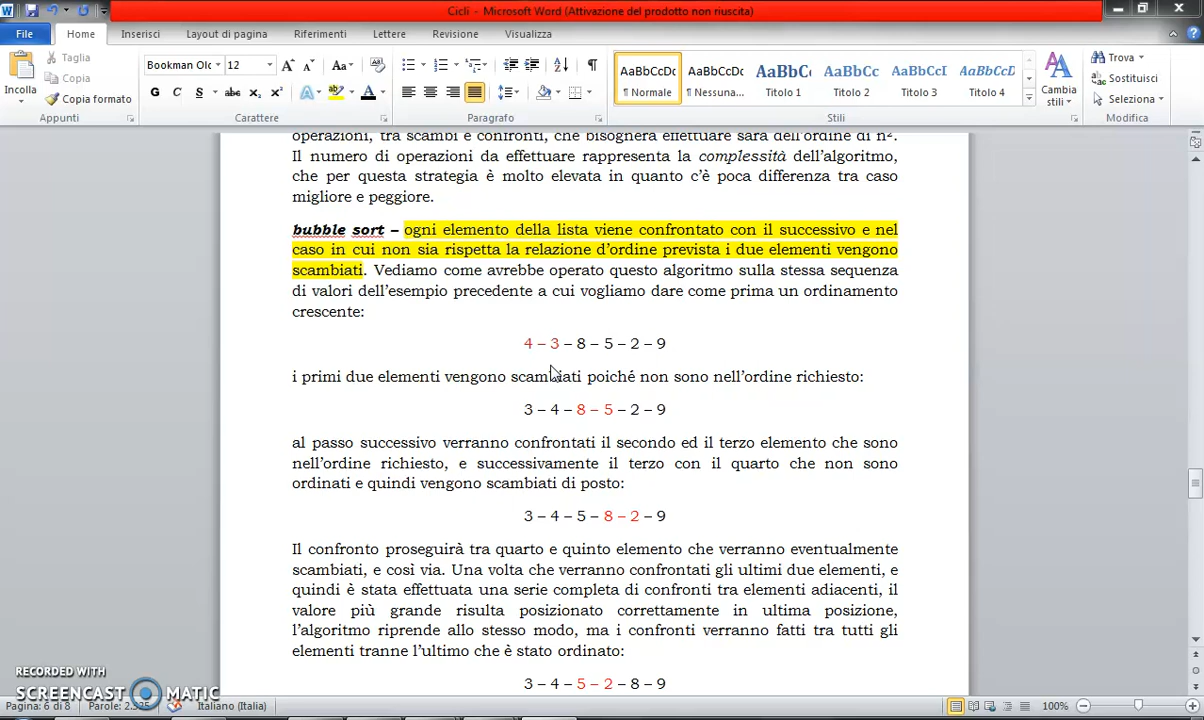 Cicli - Microsoft Word (Attivazione del prodotto non riuscita)
File Home Inserisci Layout di pagina Riferimenti Lettere Revisione Visualizza
Incolla
Taglia
Copia
Copia formato
Appunti
Bookman Ol 12
Carattere
Paragrafo
AaBbCcDc AaBbCcDc AaBbC AaBbCc AaBbCcI AaBbCcD
¶ Normale ¶ Nessuna... Titolo 1 Titolo 2 Titolo 3 Titolo 4
Stili
Cambia stili
Trova
Sostituisci
Seleziona
Modifica
operazioni, tra scambi e confronti, che bisognerà effettuare sarà dell'ordine di n².
Il numero di operazioni da effettuare rappresenta la complessità dell'algoritmo,
che per questa strategia è molto elevata in quanto c'è poca differenza tra caso
migliore e peggiore.
bubble sort – ogni elemento della lista viene confrontato con il successivo e nel
caso in cui non sia rispetta la relazione d'ordine prevista i due elementi vengono
scambiati. Vediamo come avrebbe operato questo algoritmo sulla stessa sequenza
di valori dell'esempio precedente a cui vogliamo dare come prima un ordinamento
crescente:
4 – 3 – 8 – 5 – 2 – 9
i primi due elementi vengono scambiati poiché non sono nell'ordine richiesto:
3 – 4 – 8 – 5 – 2 – 9
al passo successivo verranno confrontati il secondo ed il terzo elemento che sono
nell'ordine richiesto, e successivamente il terzo con il quarto che non sono
ordinati e quindi vengono scambiati di posto:
3 – 4 – 5 – 8 – 2 – 9
Il confronto proseguirà tra quarto e quinto elemento che verranno eventualmente
scambiati, e così via. Una volta che verranno confrontati gli ultimi due elementi, e
quindi è stata effettuata una serie completa di confronti tra elementi adiacenti, il
valore più grande risulta posizionato correttamente in ultima posizione,
l'algoritmo riprende allo stesso modo, ma i confronti verranno fatti tra tutti gli
elementi tranne l'ultimo che è stato ordinato:
3 – 4 – 5 – 2 – 8 – 9
RECORDED WITH
SCREENCAST MATIC
Pagina: 6 di 8 Parole: 2.325 Italiano (Italia) 100%